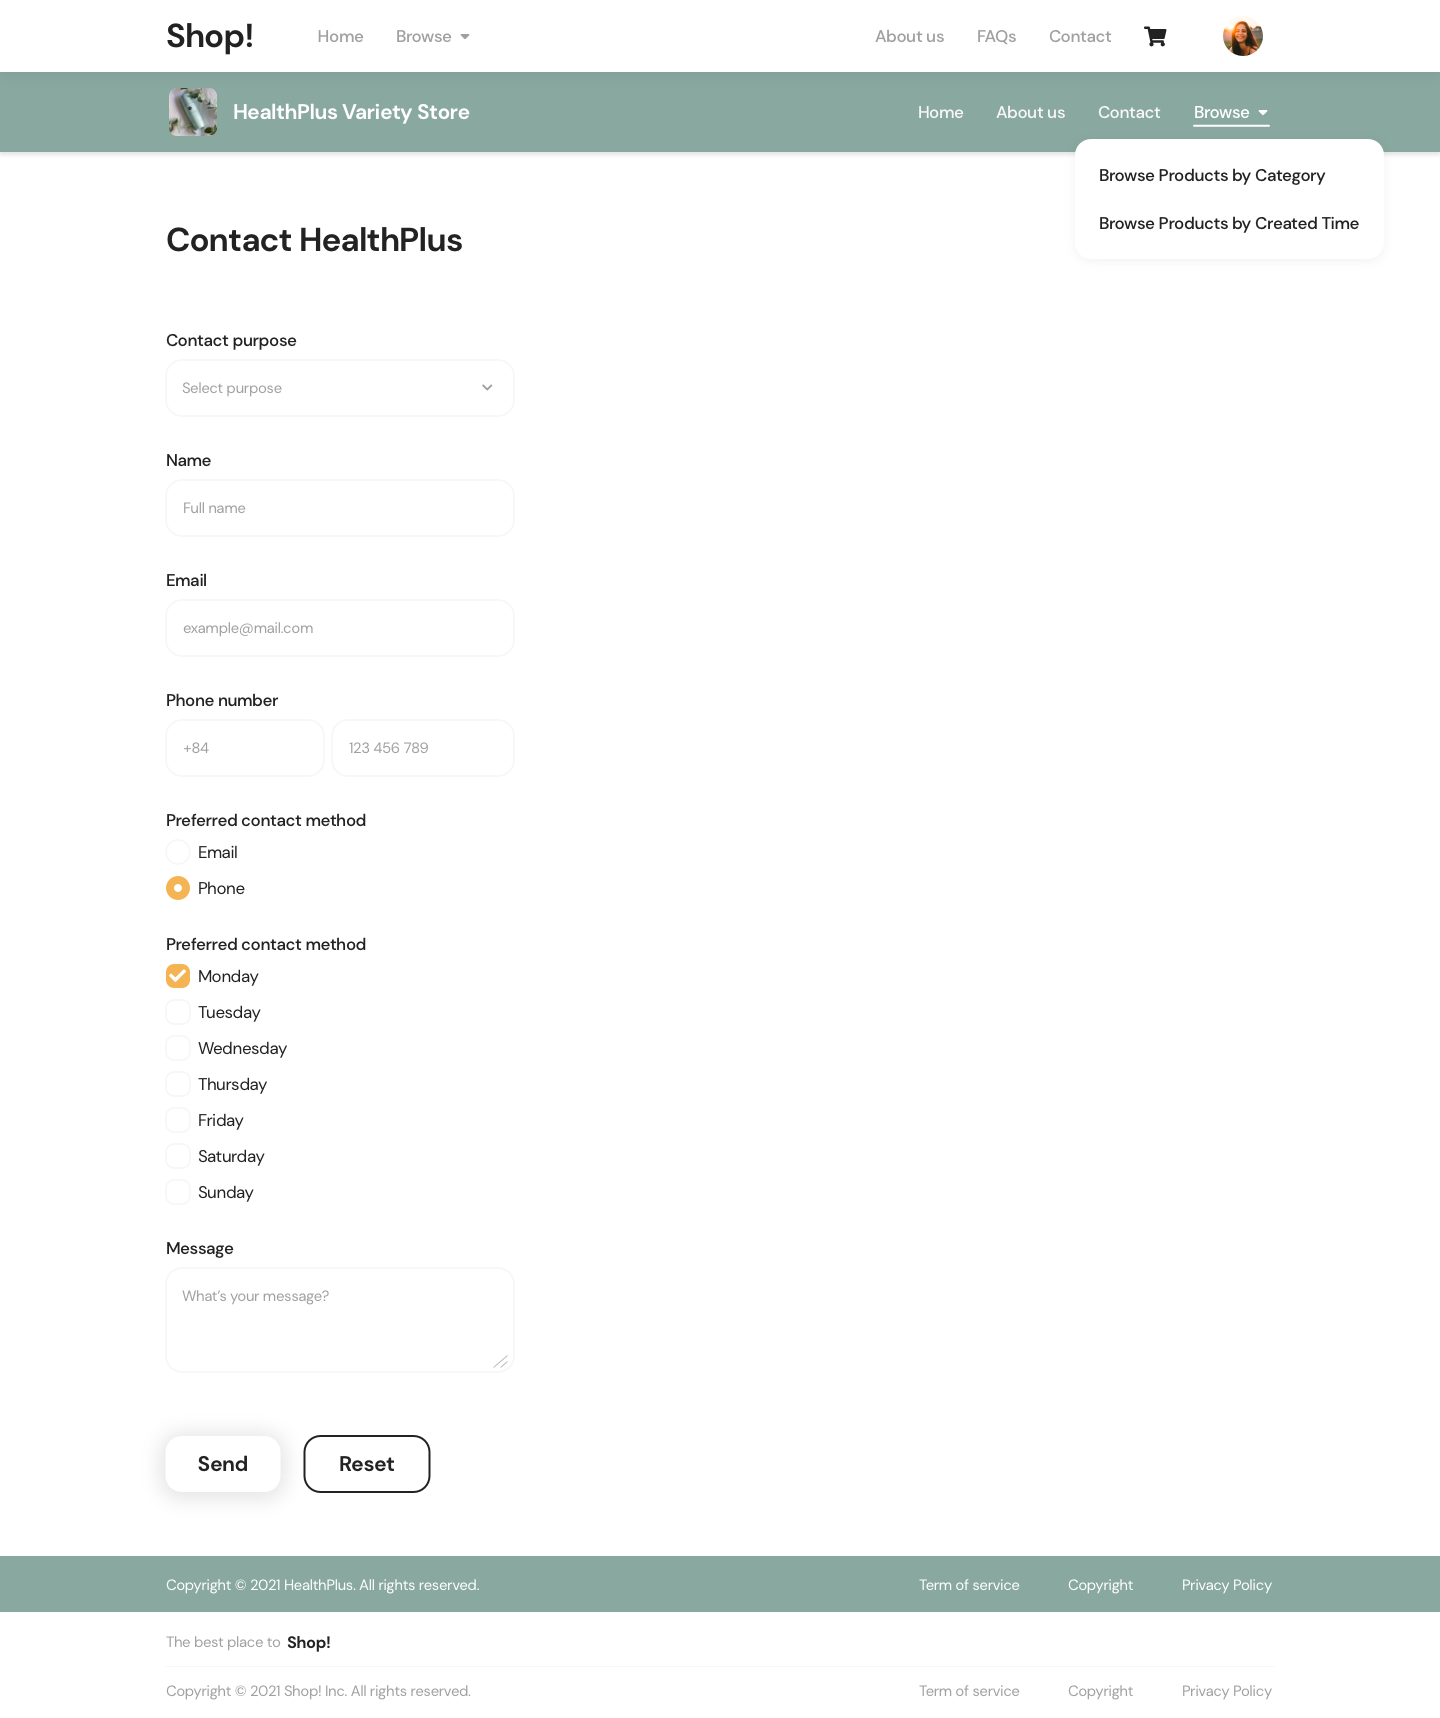 Shop! Home Browse About us FAQs Contact
HealthPlus Variety Store Home About us Contact Browse
Browse Products by Category
Browse Products by Created Time
Contact HealthPlus
Contact purpose
Select purpose
Name
Full name
Email
example@mail.com
Phone number
+84 123 456 789
Preferred contact method
Email
Phone
Preferred contact method
Monday
Tuesday
Wednesday
Thursday
Friday
Saturday
Sunday
Message
What's your message?
Send Reset
Copyright © 2021 HealthPlus. All rights reserved. Term of service Copyright Privacy Policy
The best place to Shop!
Copyright © 2021 Shop! Inc. All rights reserved. Term of service Copyright Privacy Policy